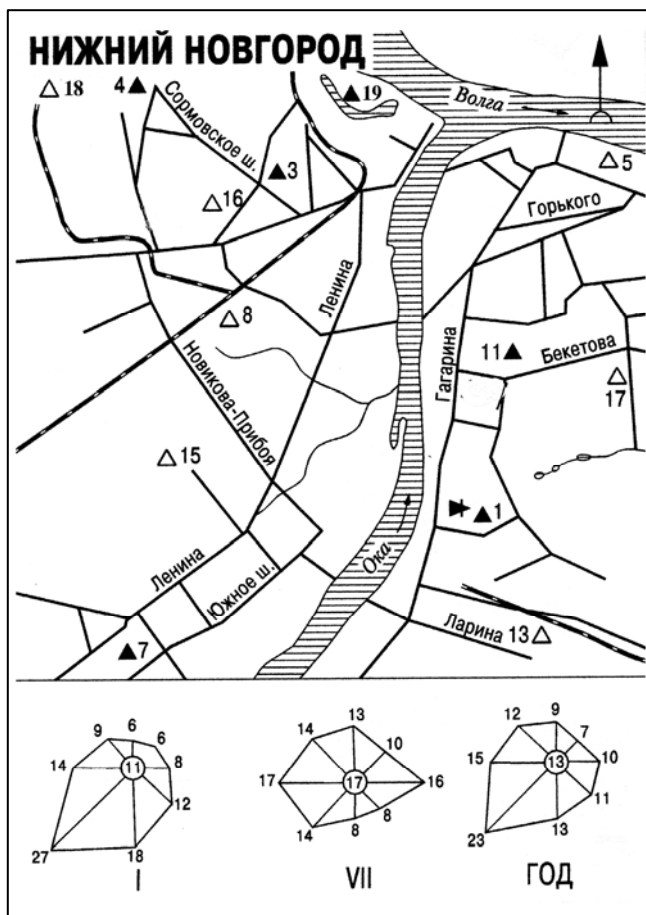 НИЖНИЙ НОВГОРОД
18
4
19
Волга
Сормовское ш.
3
5
16
Горького
Ленина
8
11
Бекетова
Гагарина
17
Новикова-Прибоя
15
1
Ока
Ленина
Южное ш.
Ларина 13
7
9 6 6
14 11 8
12
27 18
I
13
14 10
17 17 16
14 8 8
VII
9
12 7
15 13 10
11
23 13
ГОД